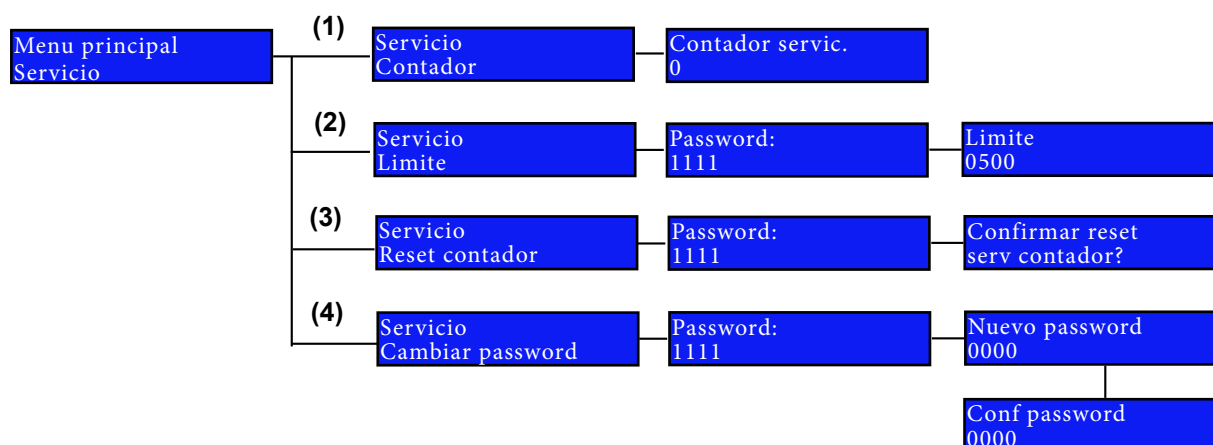 (1)
Menu principal
Servicio
Servicio
Contador
Contador servic.
0
(2)
Servicio
Limite
Password:
1111
Limite
0500
(3)
Servicio
Reset contador
Password:
1111
Confirmar reset
serv contador?
(4)
Servicio
Cambiar password
Password:
1111
Nuevo password
0000
Conf password
0000